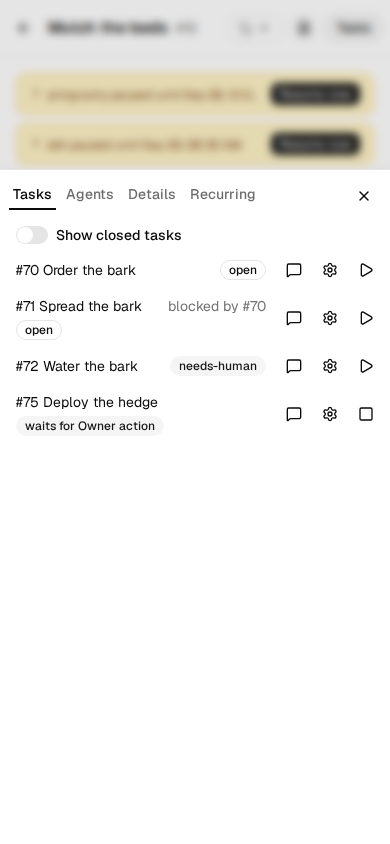 Tasks Agents Details Recurring
Show closed tasks
#70 Order the bark open
#71 Spread the bark blocked by #70
open
#72 Water the bark needs-human
#75 Deploy the hedge
waits for Owner action